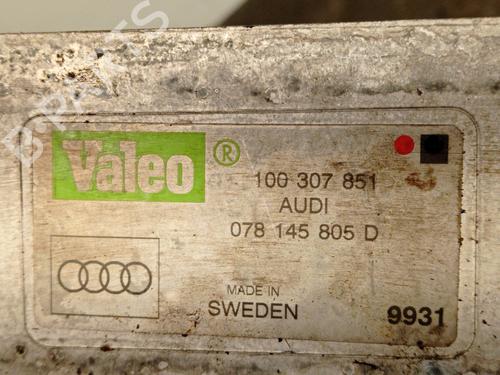 B-PARTS
Valeo ®
100 307 851
AUDI
078 145 805 D
MADE IN
SWEDEN
9931